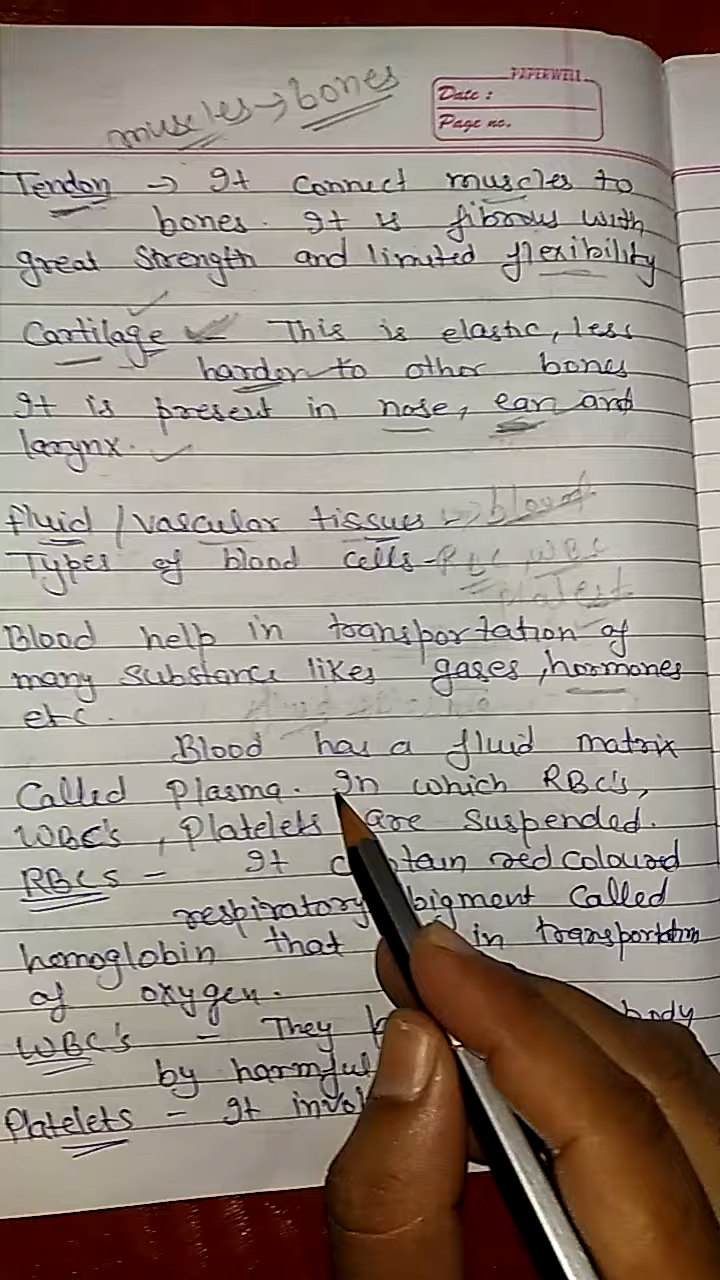 muscles → bones
PAPERWELL
Date :
Page no.
Tendon → It connect muscles to
bones. It is fibrous with
great strength and limited flexibility
Cartilage - This is elastic, less
harder to other bones
It is present in nose, ear and
larynx.
fluid / vascular tissues → blood
Types of blood cells - RBC, WBC
Blood help in transportation of
many substance likes gases, hormones
etc.
Blood has a fluid matrix
Called Plasma. In which RBC's,
WBC's, Platelets are suspended.
RBCs - It red coloured
respiratory bigment called
hemoglobin that in transportation
of oxygen.
WBC's - They body
by harmful
Platelets - It